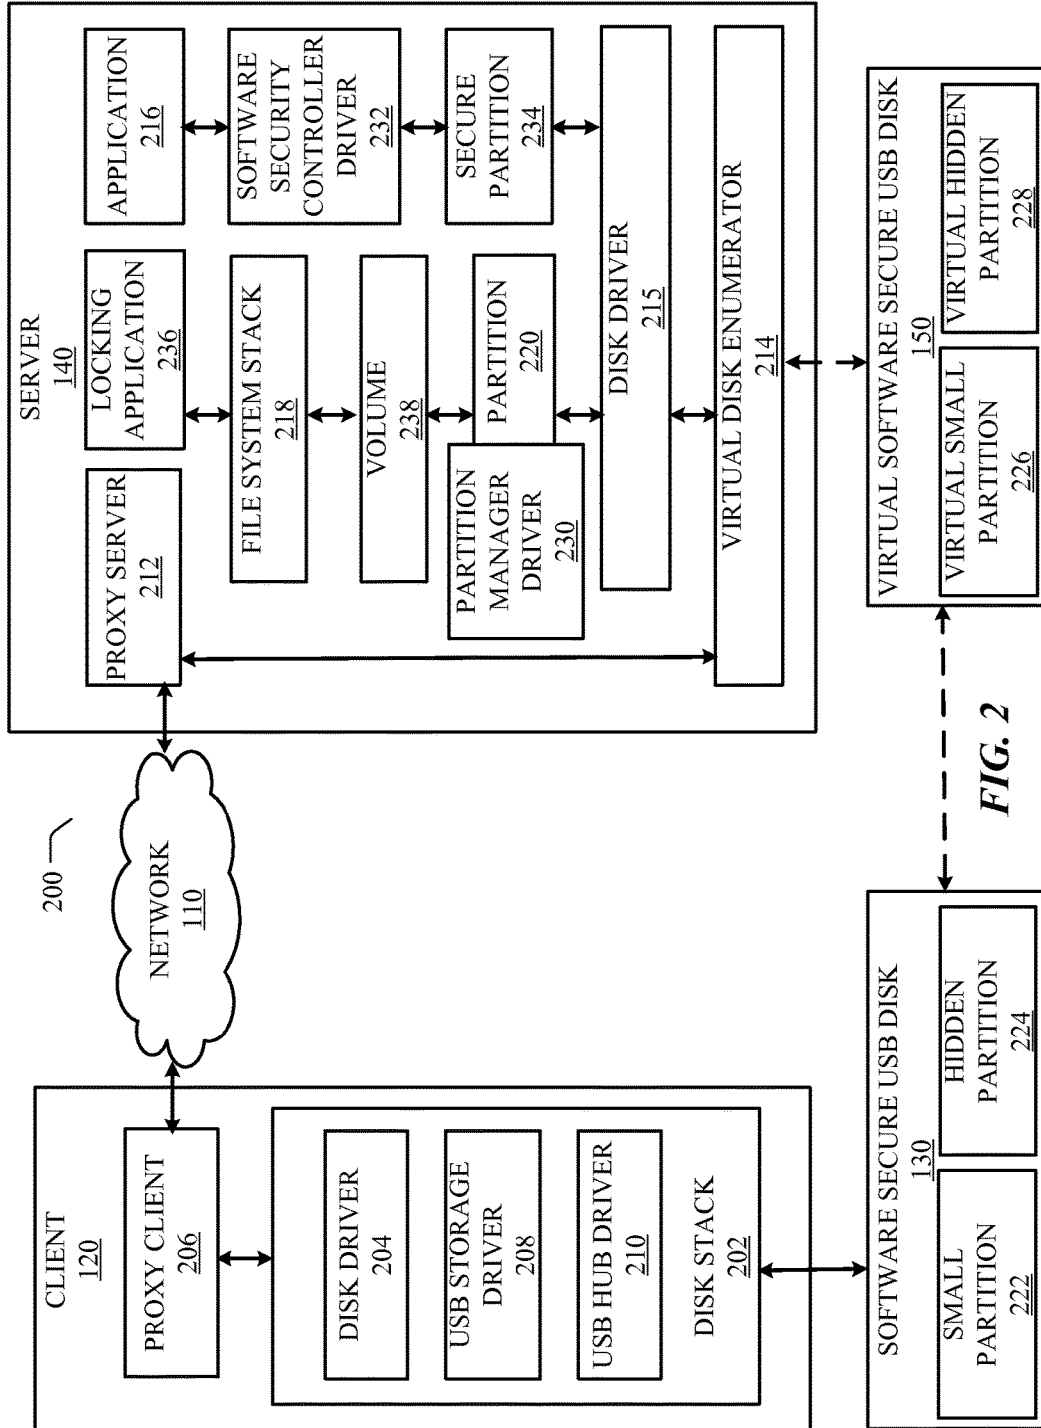 200
CLIENT
120
PROXY CLIENT
206
DISK DRIVER
204
USB STORAGE
DRIVER
208
USB HUB DRIVER
210
DISK STACK
202
NETWORK
110
SERVER
140
PROXY SERVER
212
LOCKING
APPLICATION
236
APPLICATION
216
FILE SYSTEM STACK
218
SOFTWARE
SECURITY
CONTROLLER
DRIVER
232
VOLUME
238
PARTITION
MANAGER
DRIVER
230
PARTITION
220
SECURE
PARTITION
234
DISK DRIVER
215
VIRTUAL DISK ENUMERATOR
214
SOFTWARE SECURE USB DISK
130
SMALL
PARTITION
222
HIDDEN
PARTITION
224
VIRTUAL SOFTWARE SECURE USB DISK
150
VIRTUAL SMALL
PARTITION
226
VIRTUAL HIDDEN
PARTITION
228
FIG. 2